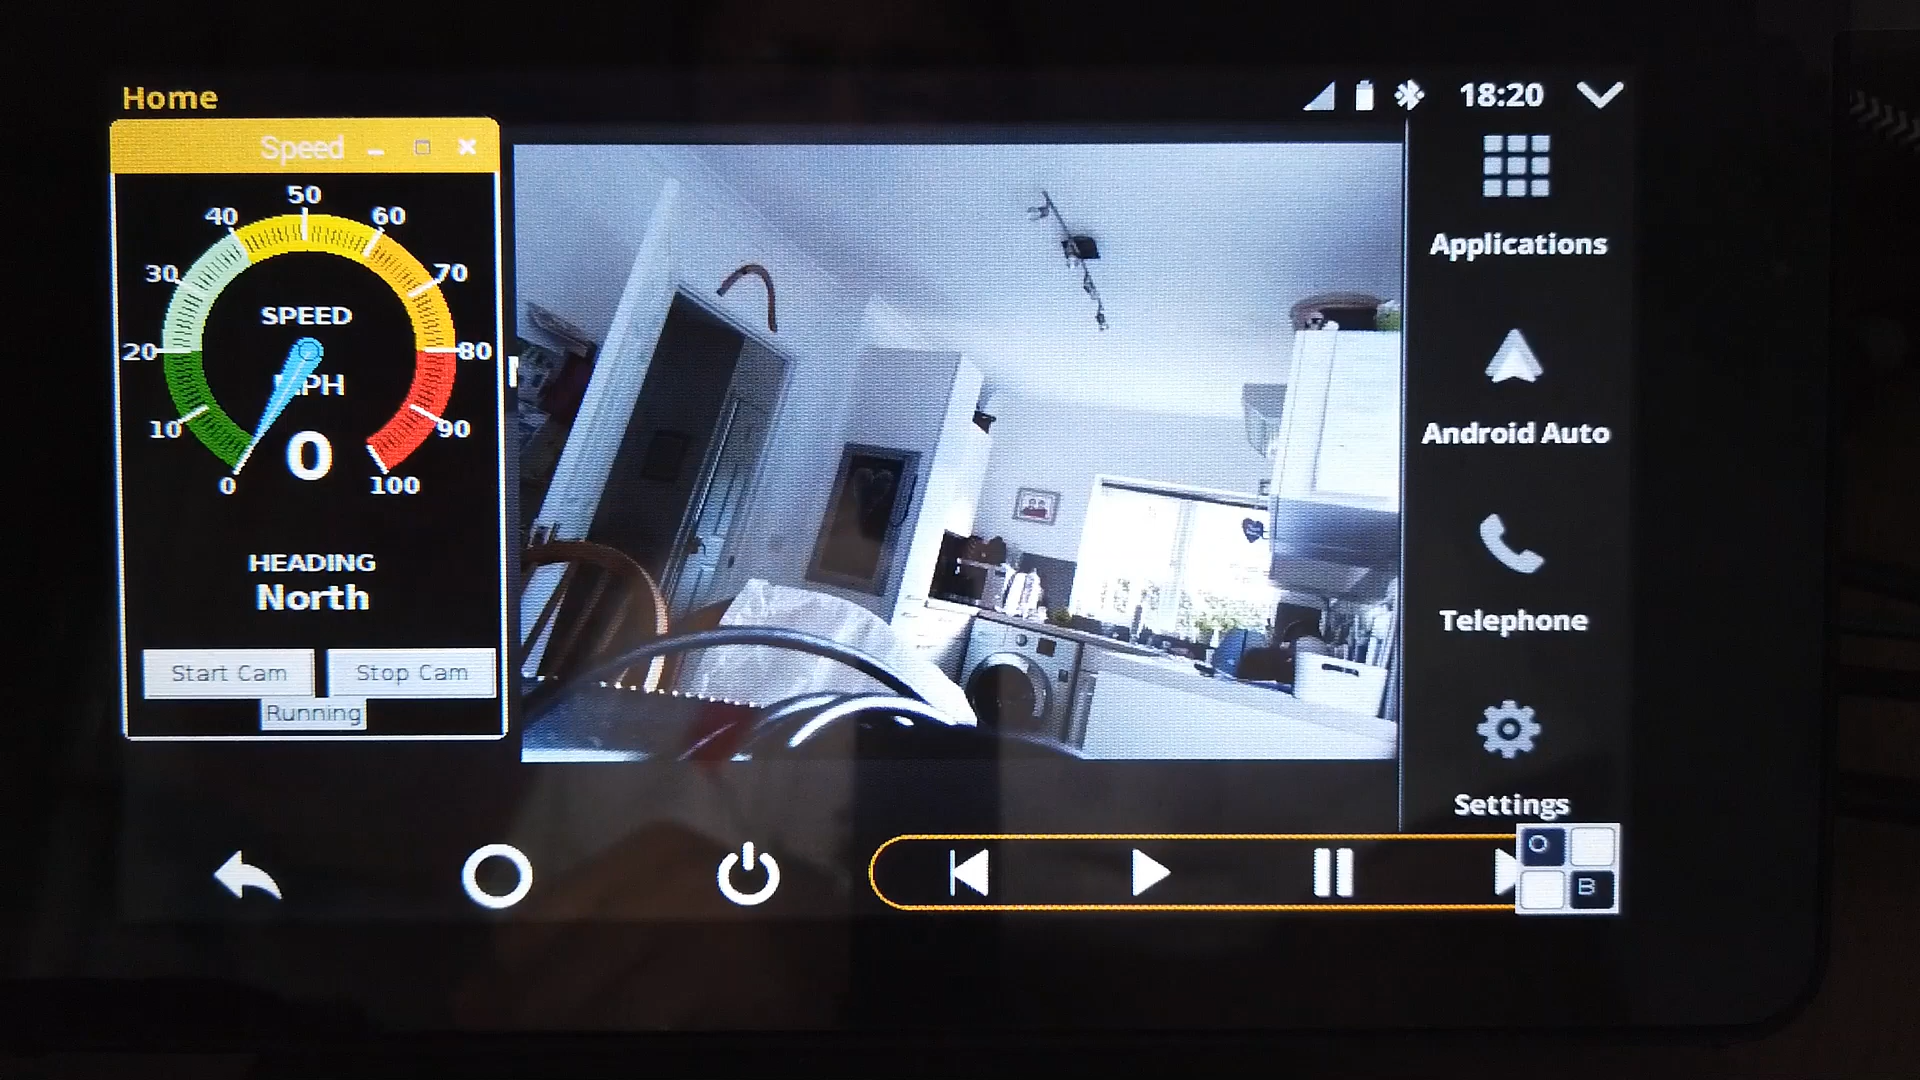 Home
18:20
Speed
50
40 60
30 70
SPEED
20 80
MPH
10 90
0
0 100
HEADING
North
Start Cam Stop Cam
Running
Applications
Android Auto
Telephone
Settings
O
B